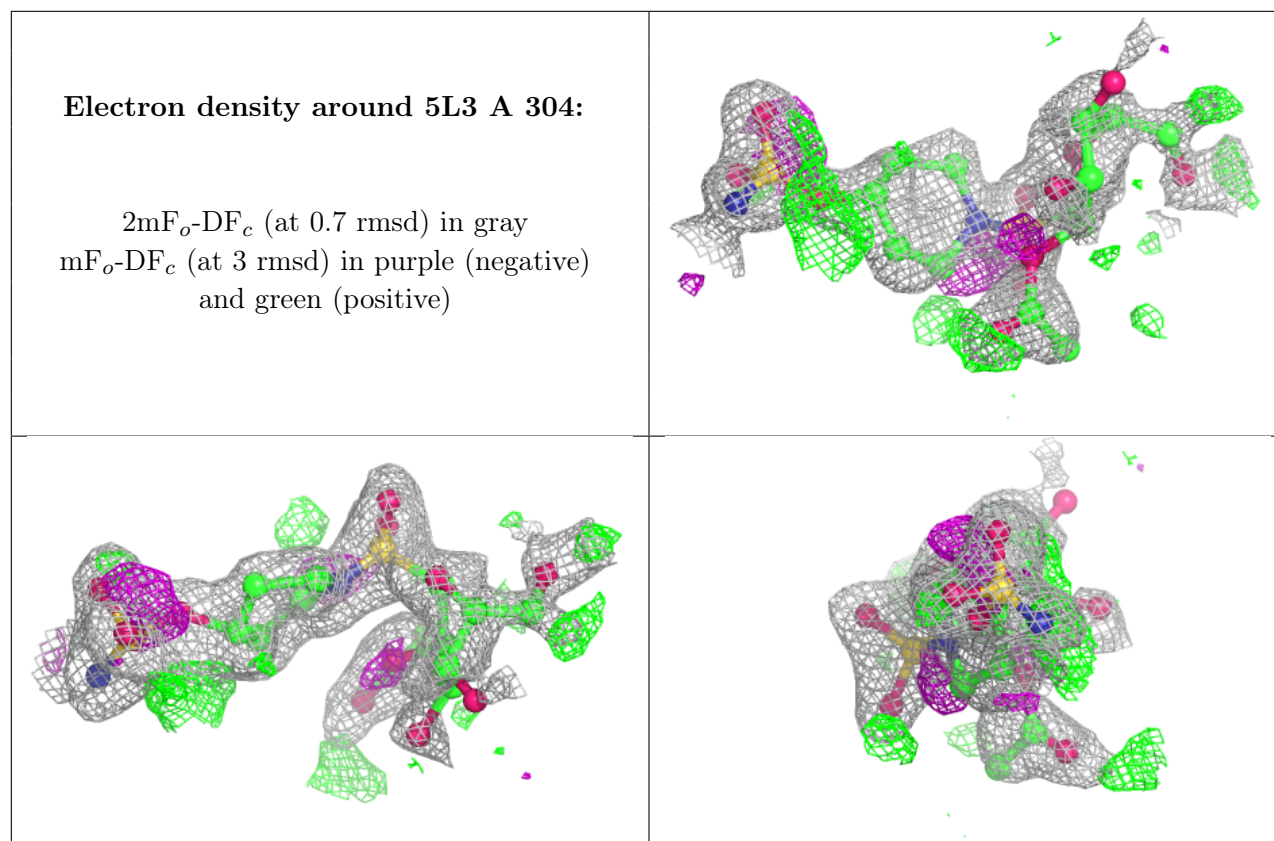 Electron density around 5L3 A 304:
2mFo-DFc (at 0.7 rmsd) in gray
mFo-DFc (at 3 rmsd) in purple (negative)
and green (positive)